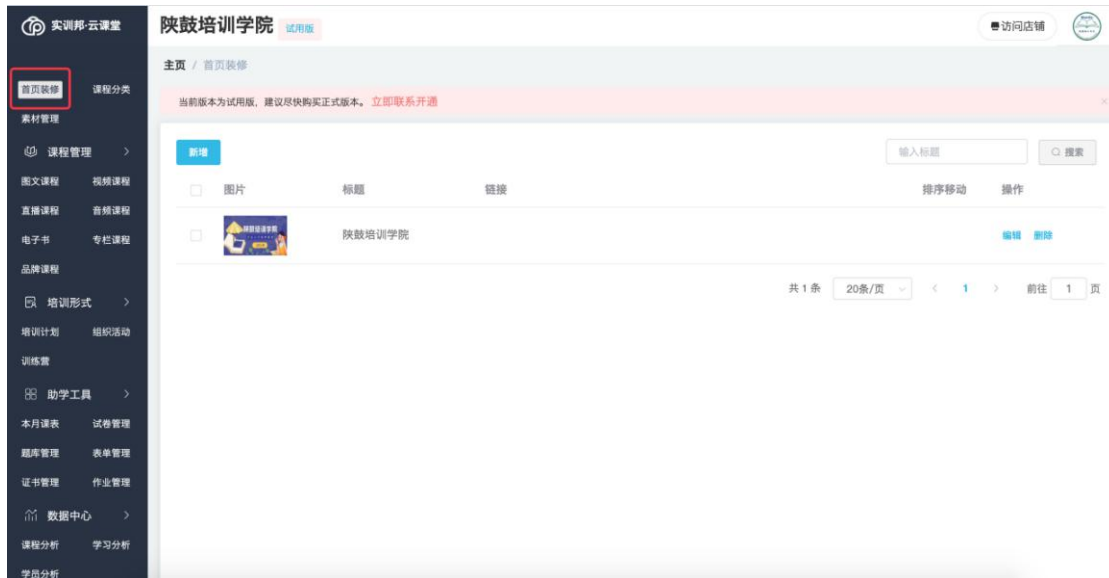 实训邦·云课堂
陕鼓培训学院 试用版
访问店铺
主页 / 首页装修
首页装修 课程分类
当前版本为试用版，建议尽快购买正式版本。立即联系开通
素材管理
课程管理
新增
输入标题
搜索
图文课程 视频课程
图片 标题 链接 排序移动 操作
直播课程 音频课程
陕鼓培训学院
陕鼓培训学院
编辑 删除
电子书 专栏课程
品牌课程
共 1 条 20条/页 1 前往 1 页
培训形式
培训计划 组织活动
训练营
助学工具
本月课表 试卷管理
题库管理 表单管理
证书管理 作业管理
数据中心
课程分析 学习分析
学员分析